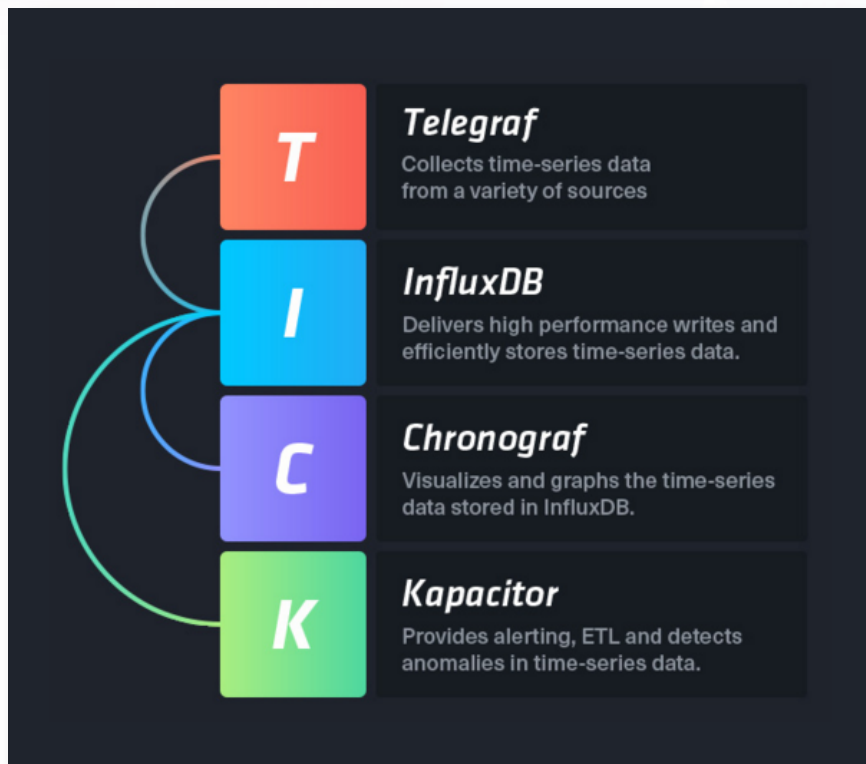 T
Telegraf
Collects time-series data
from a variety of sources
I
InfluxDB
Delivers high performance writes and
efficiently stores time-series data.
C
Chronograf
Visualizes and graphs the time-series
data stored in InfluxDB.
K
Kapacitor
Provides alerting, ETL and detects
anomalies in time-series data.